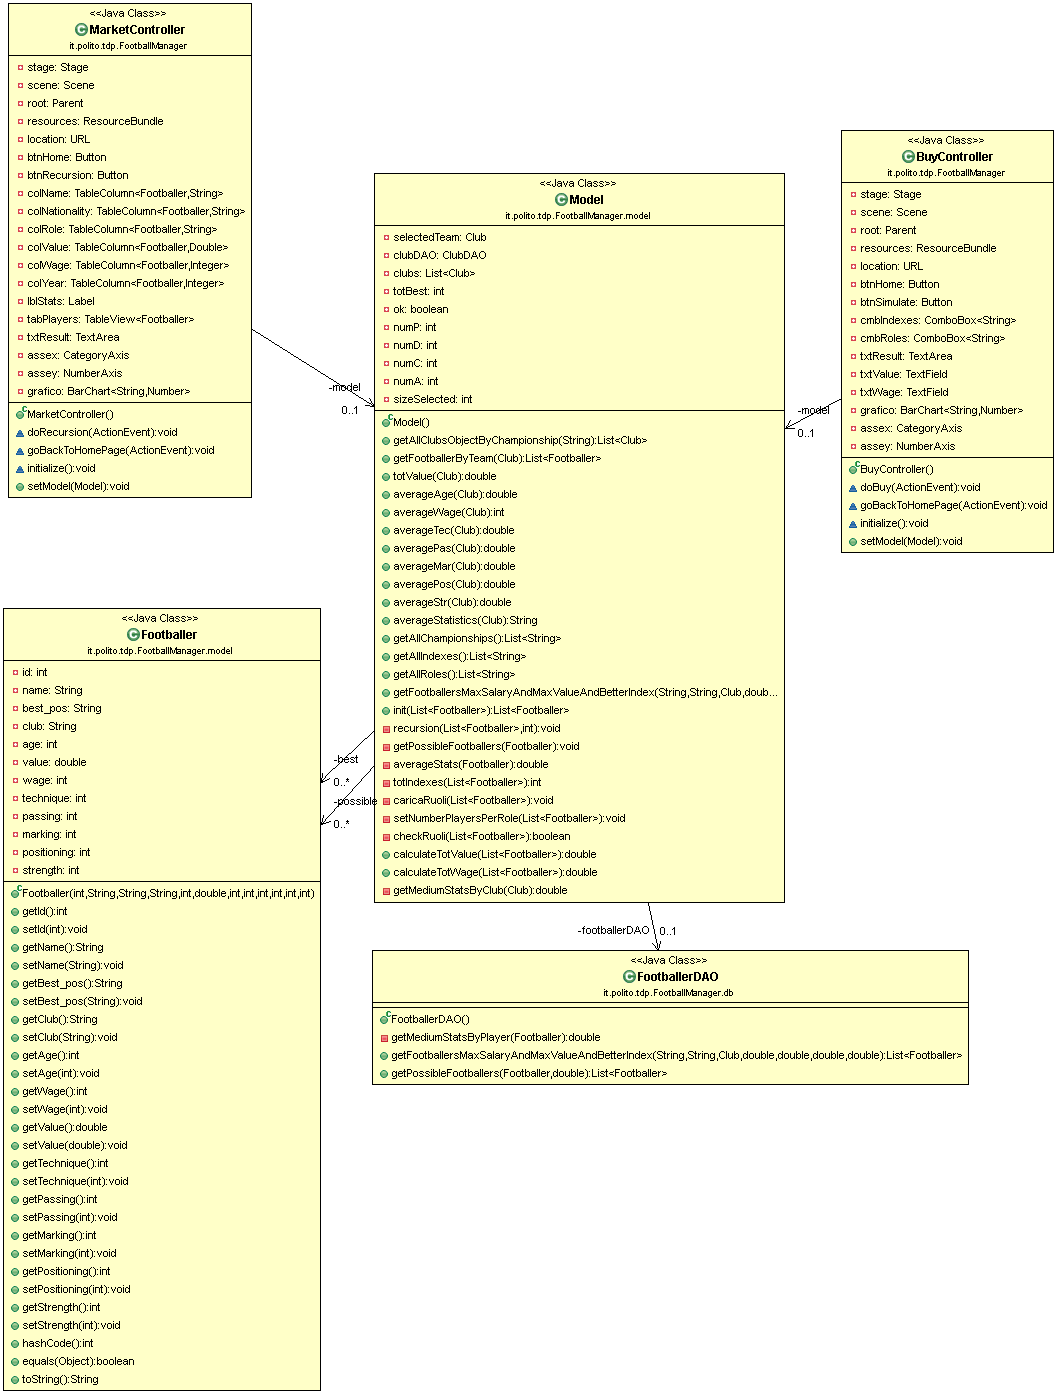 <<Java Class>>
MarketController
it.polito.tdp.FootballManager
stage: Stage
scene: Scene
root: Parent
resources: ResourceBundle
location: URL
btnHome: Button
btnRecursion: Button
colName: TableColumn<Footballer,String>
colNationality: TableColumn<Footballer,String>
colRole: TableColumn<Footballer,String>
colValue: TableColumn<Footballer,Double>
colWage: TableColumn<Footballer,Integer>
colYear: TableColumn<Footballer,Integer>
lblStats: Label
tabPlayers: TableView<Footballer>
txtResult: TextArea
assex: CategoryAxis
assey: NumberAxis
grafico: BarChart<String,Number>
MarketController()
doRecursion(ActionEvent):void
goBackToHomePage(ActionEvent):void
initialize():void
setModel(Model):void
-model
0..1
<<Java Class>>
Model
it.polito.tdp.FootballManager.model
selectedTeam: Club
clubDAO: ClubDAO
clubs: List<Club>
totBest: int
ok: boolean
numP: int
numD: int
numC: int
numA: int
sizeSelected: int
Model()
getAllClubsObjectByChampionship(String):List<Club>
getFootballerByTeam(Club):List<Footballer>
totValue(Club):double
averageAge(Club):double
averageWage(Club):int
averageTec(Club):double
averagePas(Club):double
averageMar(Club):double
averagePos(Club):double
averageStr(Club):double
averageStatistics(Club):String
getAllChampionships():List<String>
getAllIndexes():List<String>
getAllRoles():List<String>
getFootballersMaxSalaryAndMaxValueAndBetterIndex(String,String,Club,doub...
init(List<Footballer>):List<Footballer>
recursion(List<Footballer>,int):void
getPossibleFootballers(Footballer):void
averageStats(Footballer):double
totIndexes(List<Footballer>):int
caricaRuoli(List<Footballer>):void
setNumberPlayersPerRole(List<Footballer>):void
checkRuoli(List<Footballer>):boolean
calculateTotValue(List<Footballer>):double
calculateTotWage(List<Footballer>):double
getMediumStatsByClub(Club):double
<<Java Class>>
BuyController
it.polito.tdp.FootballManager
stage: Stage
scene: Scene
root: Parent
resources: ResourceBundle
location: URL
btnHome: Button
btnSimulate: Button
cmbIndexes: ComboBox<String>
cmbRoles: ComboBox<String>
txtResult: TextArea
txtValue: TextField
txtWage: TextField
grafico: BarChart<String,Number>
assex: CategoryAxis
assey: NumberAxis
BuyController()
doBuy(ActionEvent):void
goBackToHomePage(ActionEvent):void
initialize():void
setModel(Model):void
-model
0..1
<<Java Class>>
Footballer
it.polito.tdp.FootballManager.model
id: int
name: String
best_pos: String
club: String
age: int
value: double
wage: int
technique: int
passing: int
marking: int
positioning: int
strength: int
Footballer(int,String,String,String,int,double,int,int,int,int,int,int)
getId():int
setId(int):void
getName():String
setName(String):void
getBest_pos():String
setBest_pos(String):void
getClub():String
setClub(String):void
getAge():int
setAge(int):void
getWage():int
setWage(int):void
getValue():double
setValue(double):void
getTechnique():int
setTechnique(int):void
getPassing():int
setPassing(int):void
getMarking():int
setMarking(int):void
getPositioning():int
setPositioning(int):void
getStrength():int
setStrength(int):void
hashCode():int
equals(Object):boolean
toString():String
-best
0..*
-possible
0..*
-footballerDAO
0..1
<<Java Class>>
FootballerDAO
it.polito.tdp.FootballManager.db
FootballerDAO()
getMediumStatsByPlayer(Footballer):double
getFootballersMaxSalaryAndMaxValueAndBetterIndex(String,String,Club,double,double,double,double):List<Footballer>
getPossibleFootballers(Footballer,double):List<Footballer>